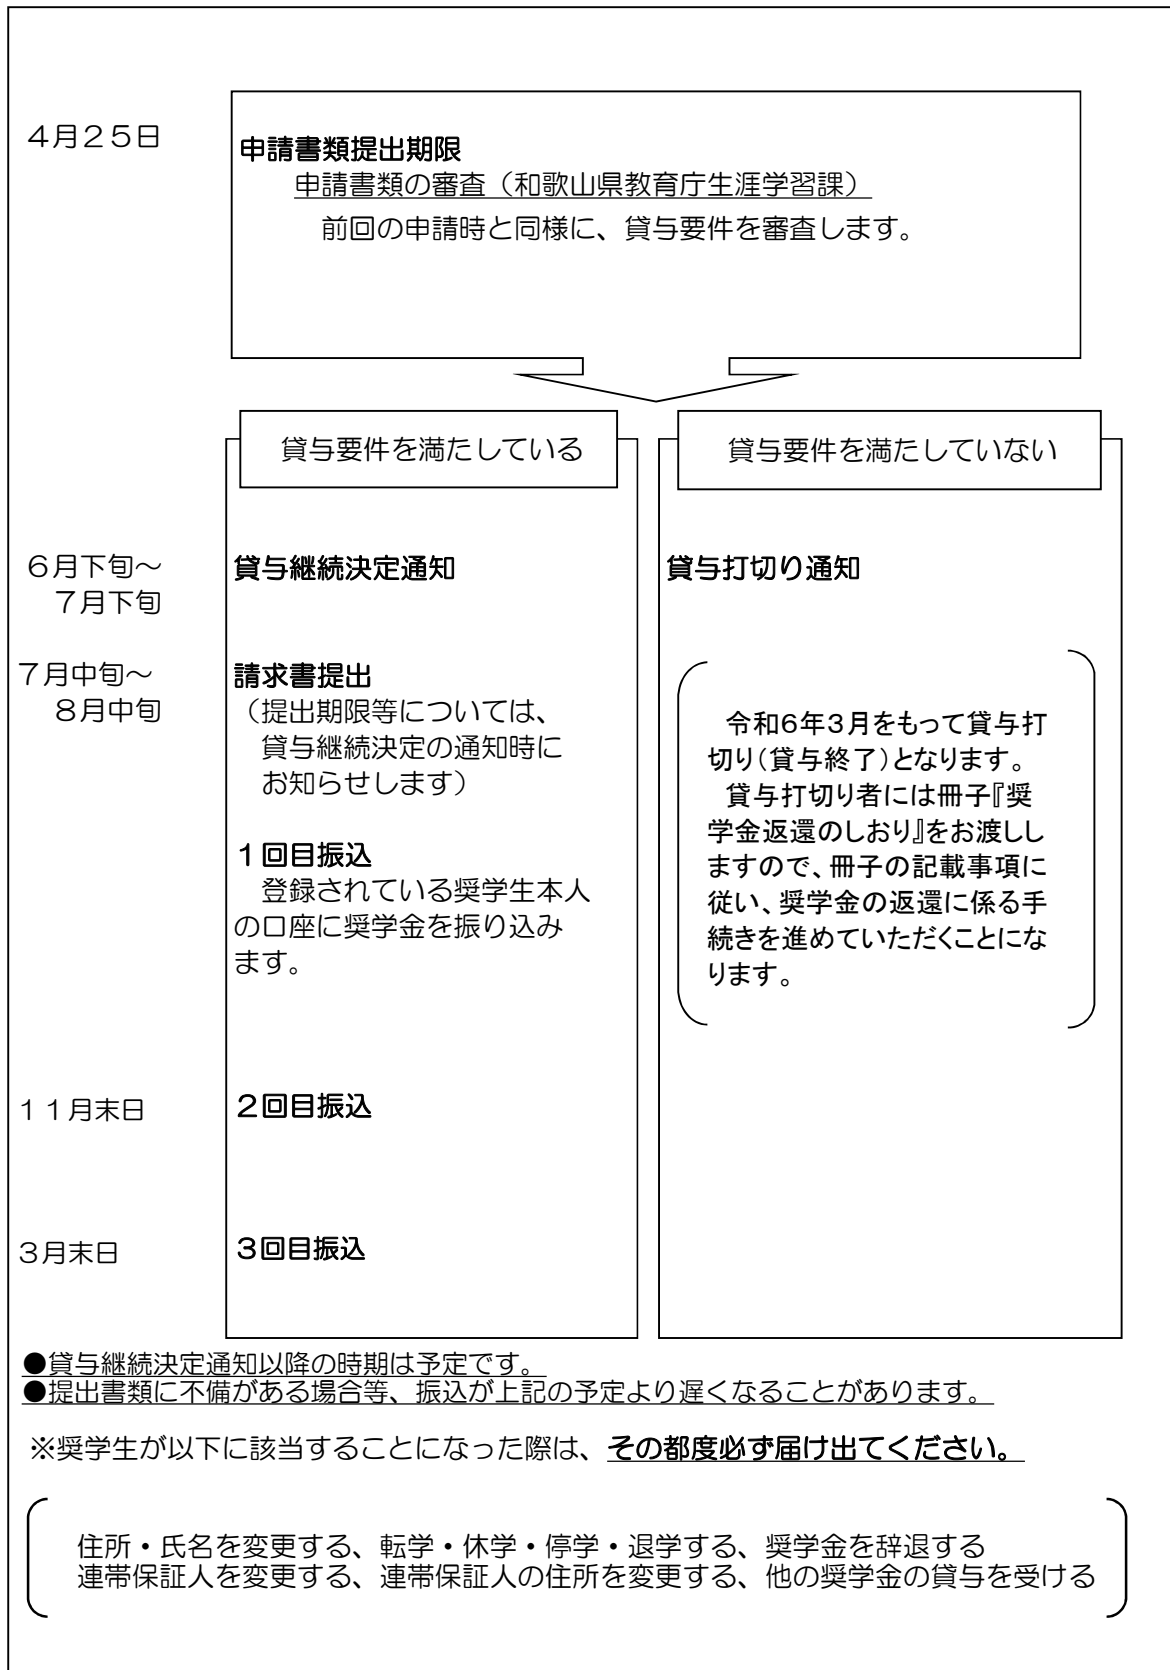 4月25日
申請書類提出期限
申請書類の審査（和歌山県教育庁生涯学習課）
前回の申請時と同様に、貸与要件を審査します。
貸与要件を満たしている
貸与要件を満たしていない
6月下旬～
7月下旬
貸与継続決定通知
貸与打切り通知
7月中旬～
8月中旬
請求書提出
（提出期限等については、
貸与継続決定の通知時に
お知らせします）
1回目振込
登録されている奨学生本人
の口座に奨学金を振り込み
ます。
令和6年3月をもって貸与打
切り(貸与終了)となります。
貸与打切り者には冊子『奨
学金返還のしおり』をお渡しし
ますので、冊子の記載事項に
従い、奨学金の返還に係る手
続きを進めていただくことにな
ります。
11月末日
2回目振込
3月末日
3回目振込
●貸与継続決定通知以降の時期は予定です。
●提出書類に不備がある場合等、振込が上記の予定より遅くなることがあります。
※奨学生が以下に該当することになった際は、その都度必ず届け出てください。
住所・氏名を変更する、転学・休学・停学・退学する、奨学金を辞退する
連帯保証人を変更する、連帯保証人の住所を変更する、他の奨学金の貸与を受ける